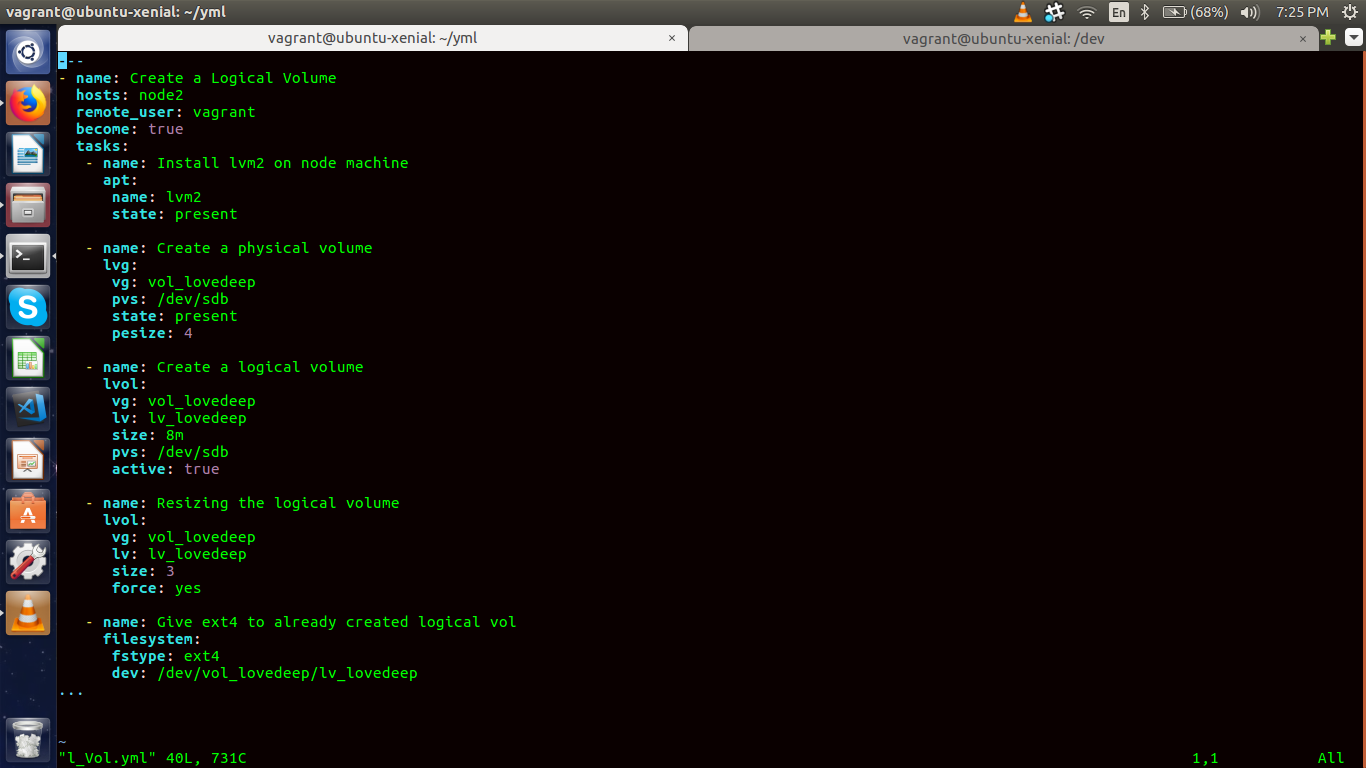 vagrant@ubuntu-xenial: ~/yml
En
(68%)
7:25 PM
vagrant@ubuntu-xenial: ~/yml ×
vagrant@ubuntu-xenial: /dev ×
---
- name: Create a Logical Volume
  hosts: node2
  remote_user: vagrant
  become: true
  tasks:
   - name: Install lvm2 on node machine
     apt:
      name: lvm2
      state: present
   - name: Create a physical volume
     lvg:
      vg: vol_lovedeep
      pvs: /dev/sdb
      state: present
      pesize: 4
   - name: Create a logical volume
     lvol:
      vg: vol_lovedeep
      lv: lv_lovedeep
      size: 8m
      pvs: /dev/sdb
      active: true
   - name: Resizing the logical volume
     lvol:
      vg: vol_lovedeep
      lv: lv_lovedeep
      size: 3
      force: yes
   - name: Give ext4 to already created logical vol
     filesystem:
      fstype: ext4
      dev: /dev/vol_lovedeep/lv_lovedeep
...
~
"l_Vol.yml" 40L, 731C 1,1 All